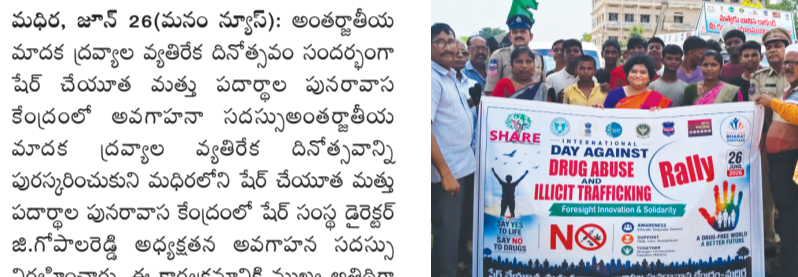 మధిర, జూన్ 26(మనం న్యూస్): అంతర్జాతీయ
మాదక ద్రవ్యాల వ్యతిరేక దినోత్సవం సందర్భంగా
షేర్ చేయూత మత్తు పదార్థాల పునరావాస
కేంద్రంలో అవగాహనా సదస్సుఅంతర్జాతీయ
మాదక ద్రవ్యాల వ్యతిరేక దినోత్సవాన్ని
పురస్కరించుకుని మధిరలోని షేర్ చేయూత మత్తు
పదార్థాల పునరావాస కేంద్రంలో షేర్ సంస్థ డైరెక్టర్
జి.గోపాలరెడ్డి అధ్యక్షతన అవగాహన సదస్సు
SHARE
INTERNATIONAL
DAY AGAINST
DRUG ABUSE
AND
ILLICIT TRAFFICKING
Rally
26
JUNE
2026
Foresight Innovation & Solidarity
SAY YES
TO LIFE
SAY NO
TO DRUGS
NO
AWARENESS
SUPPORT
TOGETHER
A DRUG-FREE WORLD
A BETTER FUTURE